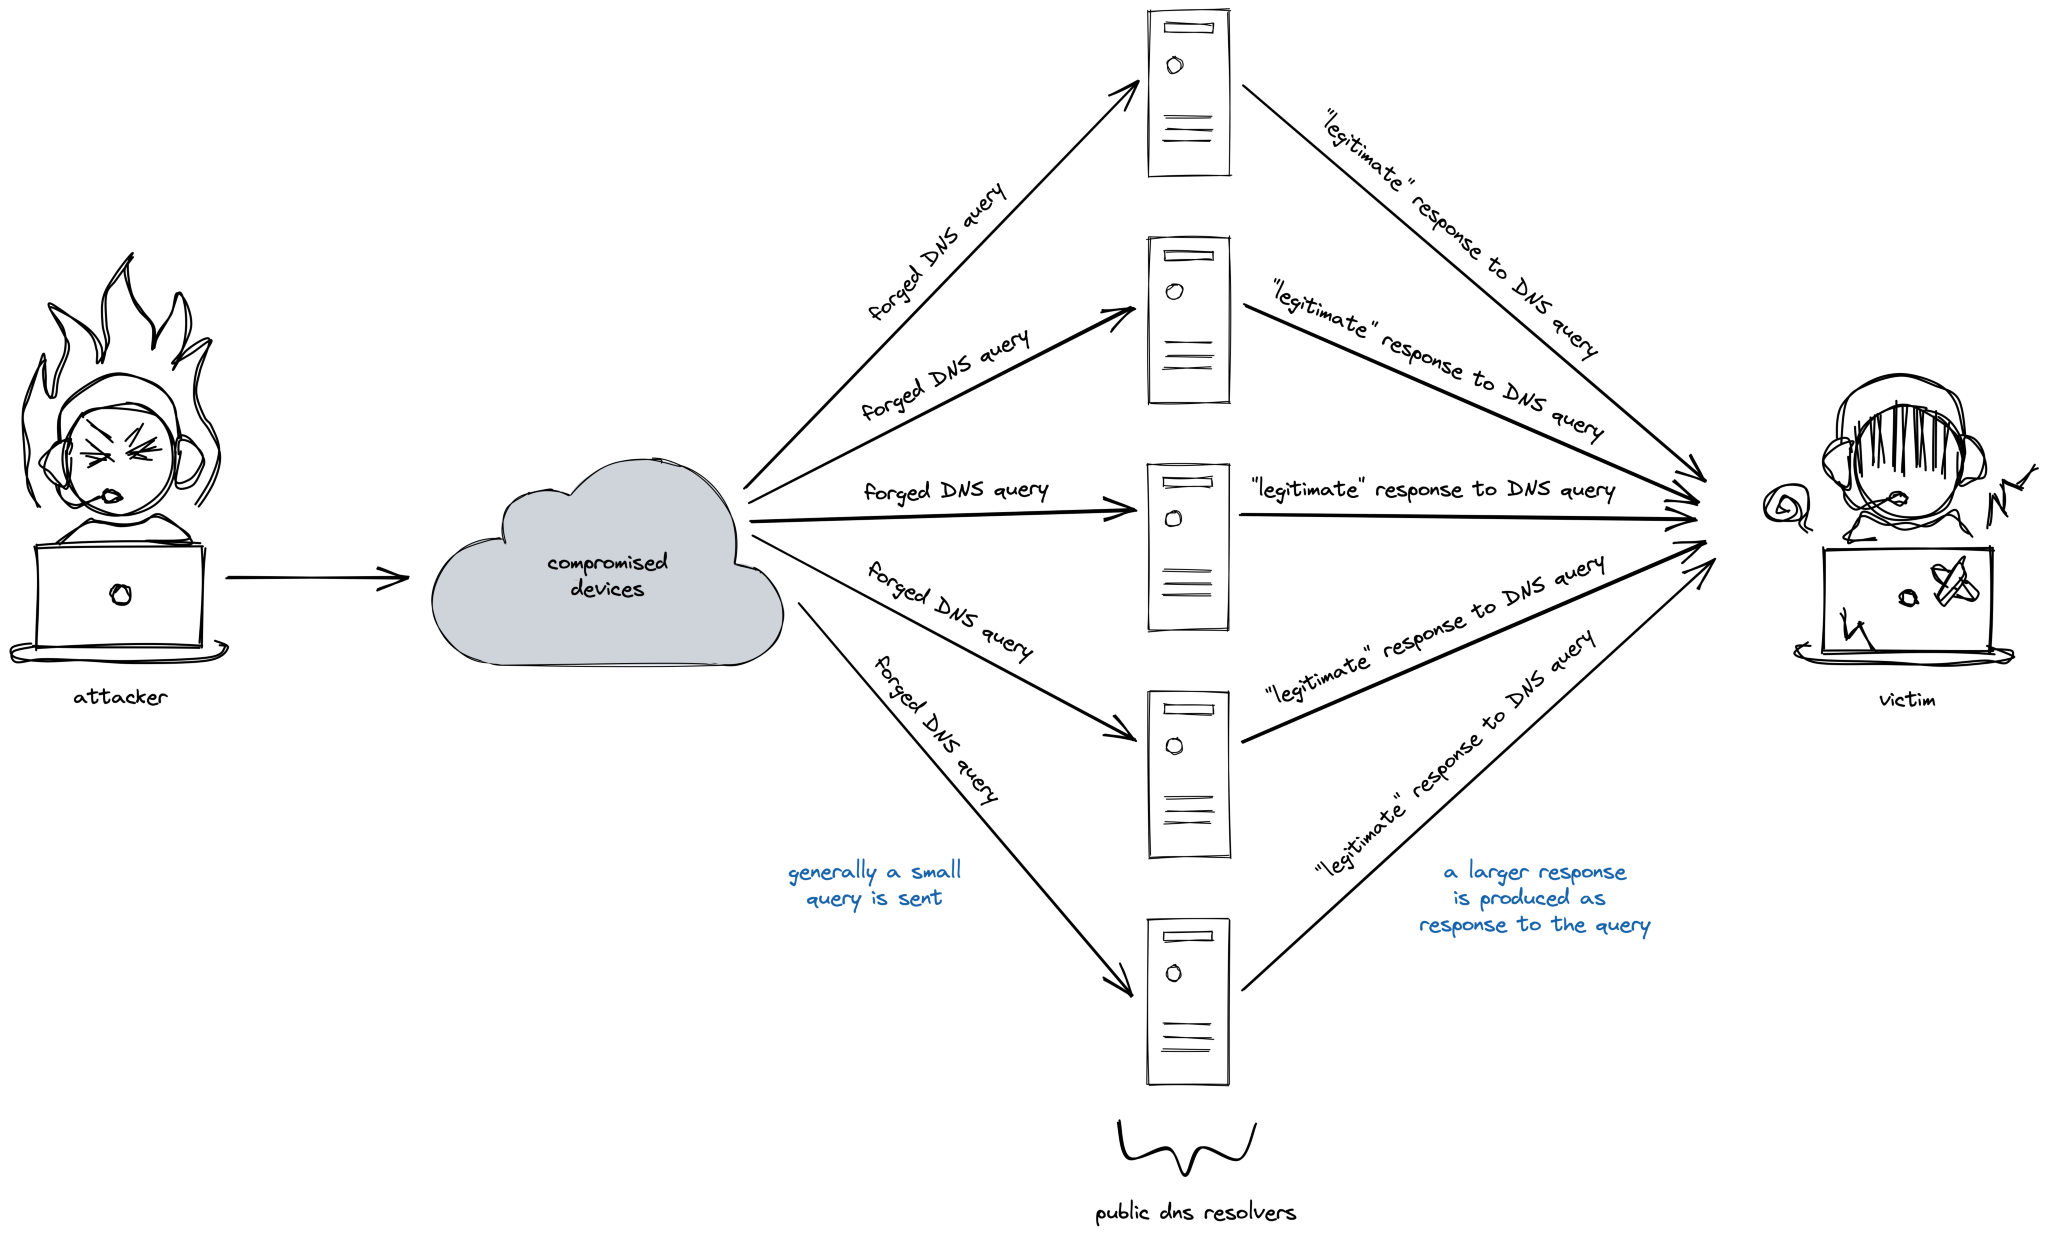 "legitimate" response to DNS query
forged DNS query
"legitimate" response to DNS query
forged DNS query
forged DNS query
"legitimate" response to DNS query
compromised
devices
forged DNS query
"legitimate" response to DNS query
forged DNS query
"legitimate" response to DNS query
attacker
victim
generally a small
query is sent
a larger response
is produced as
response to the query
public dns resolvers